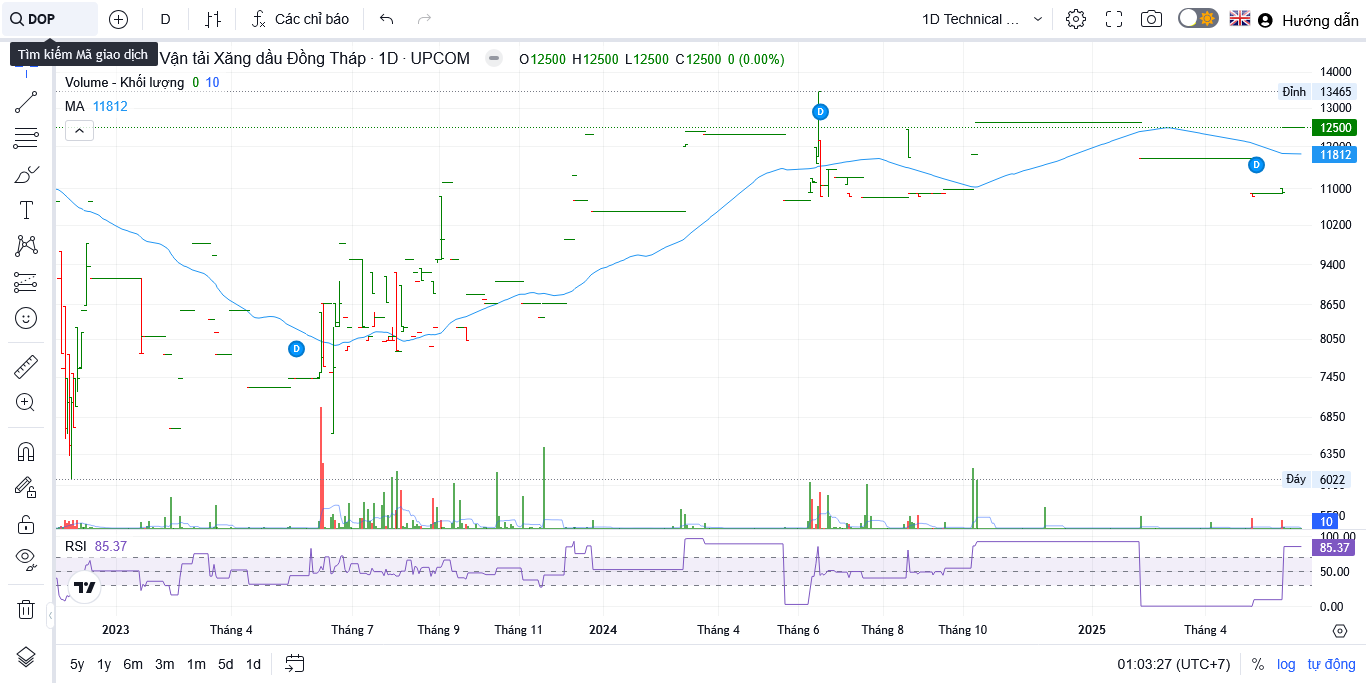 DOP D Các chỉ báo 1D Technical ... Hướng dẫn
Tìm kiếm Mã giao dịch Vận tải Xăng dầu Đồng Tháp · 1D · UPCOM O12500 H12500 L12500 C12500 0 (0.00%)
Volume - Khối lượng 0 10
MA 11812
14000
Đỉnh 13465
13000
D
12500
12000
11812
D
11000
10200
9400
8650
D
8050
7450
6850
6350
Đáy 6022
10
RSI 85.37
100.00
85.37
50.00
0.00
2023 Tháng 4 Tháng 7 Tháng 9 Tháng 11 2024 Tháng 4 Tháng 6 Tháng 8 Tháng 10 2025 Tháng 4
5y 1y 6m 3m 1m 5d 1d 01:03:27 (UTC+7) % log tự động